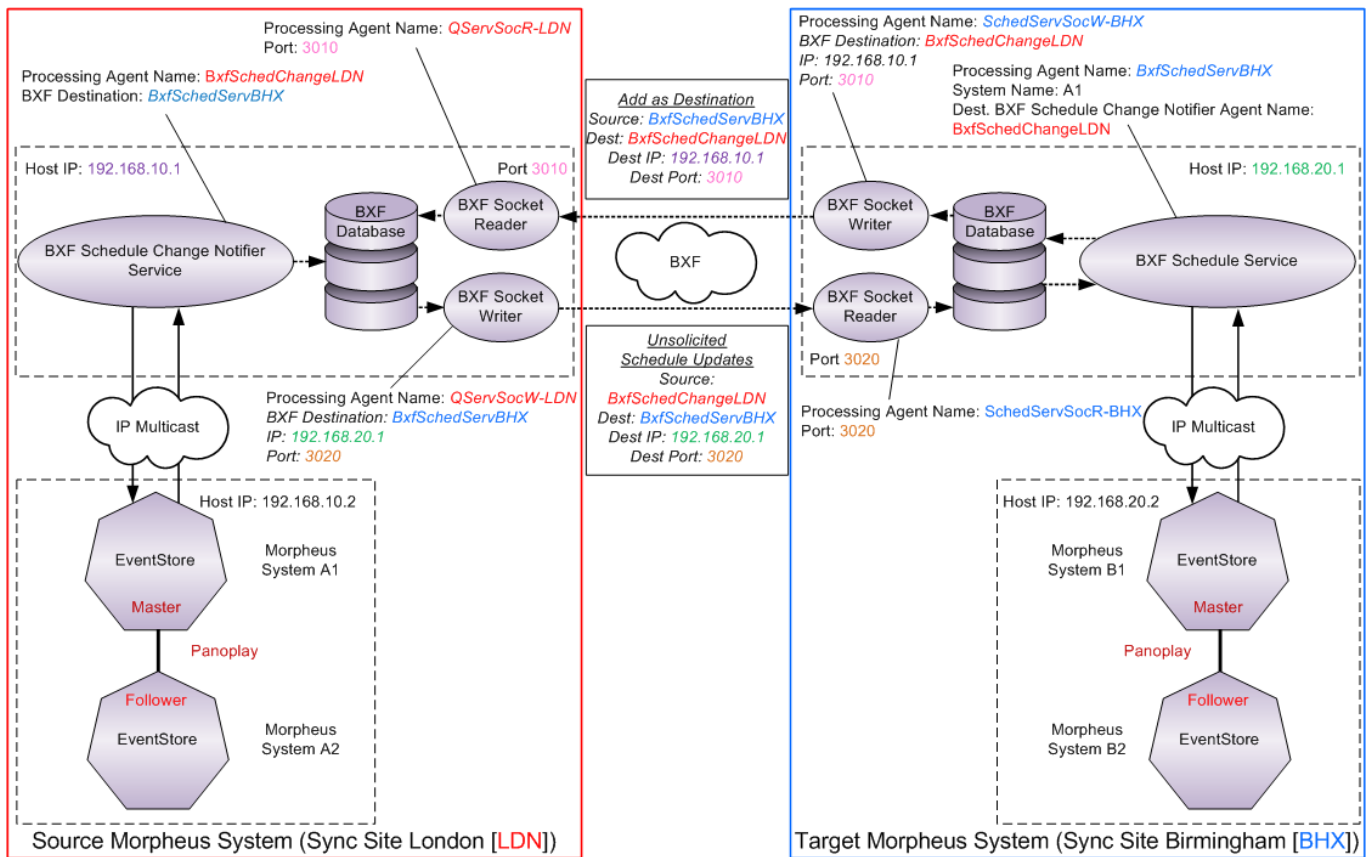 Processing Agent Name: QServSocR-LDN
Port: 3010
Processing Agent Name: BxfSchedChangeLDN
BXF Destination: BxfSchedServBHX
Host IP: 192.168.10.1
Port 3010
BXF Schedule Change Notifier
Service
BXF
Database
BXF Socket
Reader
BXF Socket
Writer
Processing Agent Name: QServSocW-LDN
BXF Destination: BxfSchedServBHX
IP: 192.168.20.1
Port: 3020
IP Multicast
Host IP: 192.168.10.2
EventStore
Master
Morpheus
System A1
Panoplay
Follower
EventStore
Morpheus
System A2
Source Morpheus System (Sync Site London [LDN])
Add as Destination
Source: BxfSchedServBHX
Dest: BxfSchedChangeLDN
Dest IP: 192.168.10.1
Dest Port: 3010
BXF
Unsolicited
Schedule Updates
Source:
BxfSchedChangeLDN
Dest: BxfSchedServBHX
Dest IP: 192.168.20.1
Dest Port: 3020
Processing Agent Name: SchedServSocW-BHX
BXF Destination: BxfSchedChangeLDN
IP: 192.168.10.1
Port: 3010
Processing Agent Name: BxfSchedServBHX
System Name: A1
Dest. BXF Schedule Change Notifier Agent Name:
BxfSchedChangeLDN
Host IP: 192.168.20.1
BXF Socket
Writer
BXF
Database
BXF Schedule Service
BXF Socket
Reader
Port 3020
Processing Agent Name: SchedServSocR-BHX
Port: 3020
IP Multicast
Host IP: 192.168.20.2
Morpheus
System B1
EventStore
Master
Panoplay
Follower
EventStore
Morpheus
System B2
Target Morpheus System (Sync Site Birmingham [BHX])